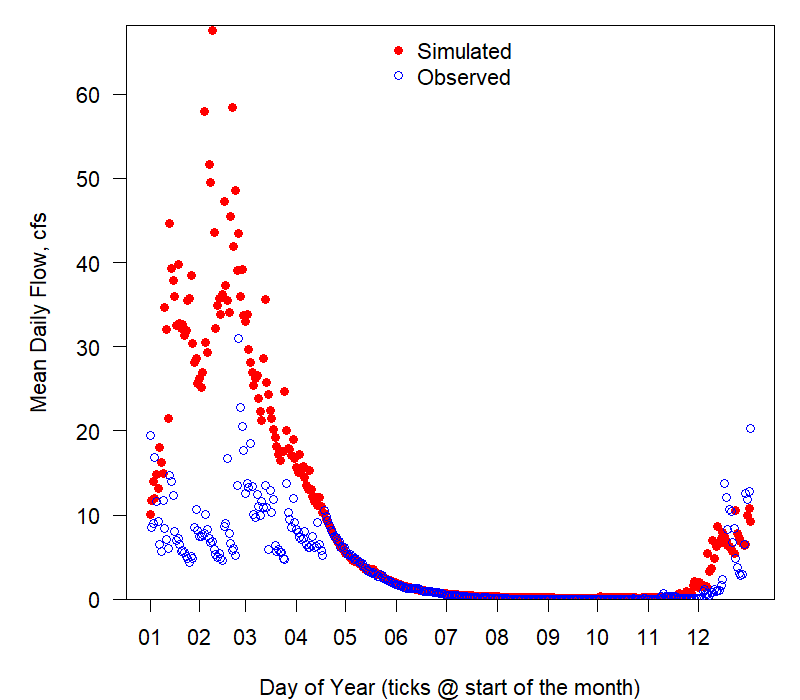 Simulated
Observed
60
50
40
30
20
10
0
Mean Daily Flow, cfs
01 02 03 04 05 06 07 08 09 10 11 12
Day of Year (ticks @ start of the month)